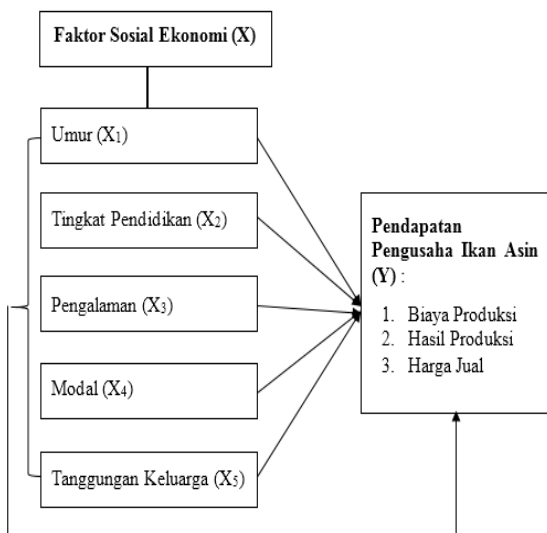 Faktor Sosial Ekonomi (X)
Umur (X₁)
Tingkat Pendidikan (X₂)
Pengalaman (X₃)
Modal (X₄)
Tanggungan Keluarga (X₅)
Pendapatan
Pengusaha Ikan Asin
(Y) :
1. Biaya Produksi
2. Hasil Produksi
3. Harga Jual